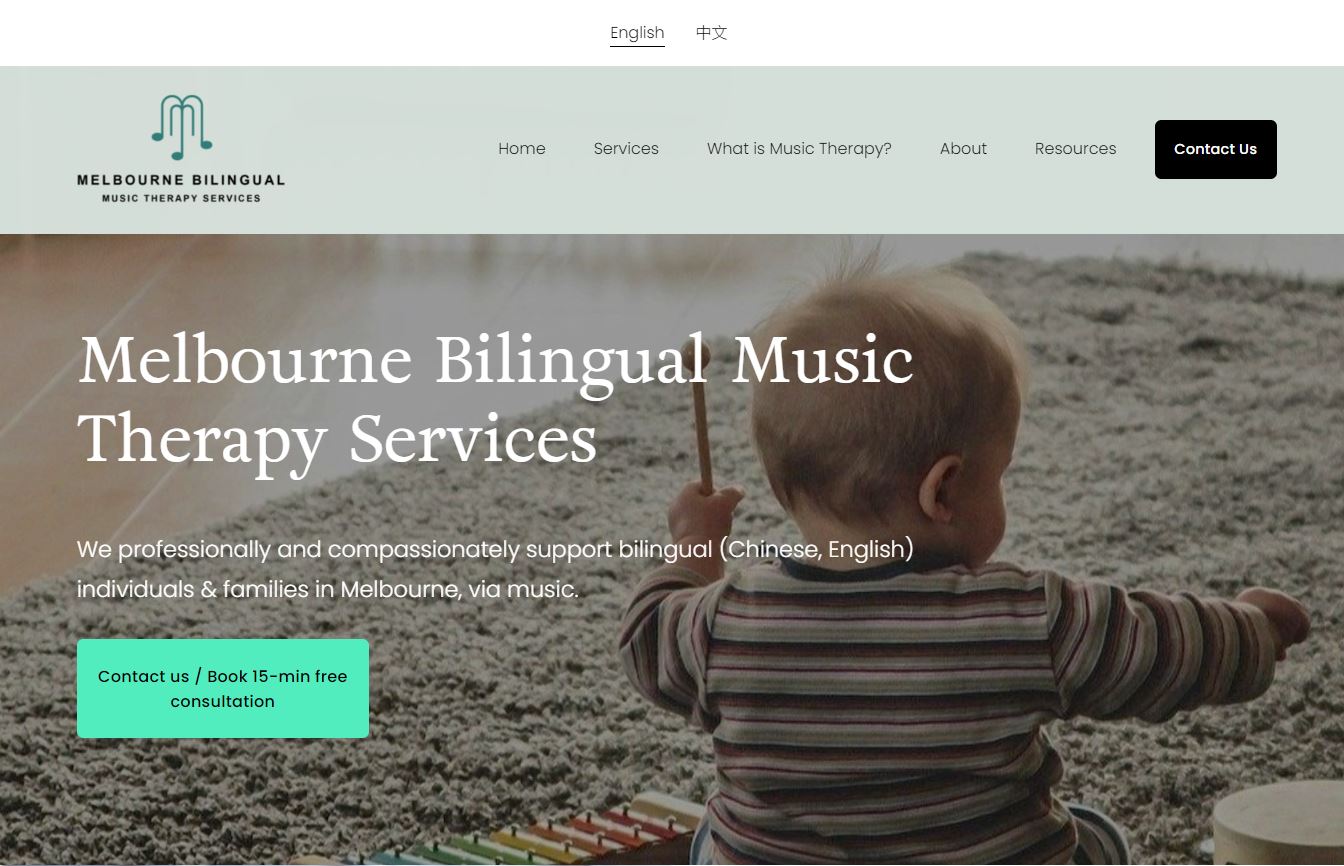 English
中文
MELBOURNE BILINGUAL
MUSIC THERAPY SERVICES
Home
Services
What is Music Therapy?
About
Resources
Contact Us
Melbourne Bilingual Music
Therapy Services
We professionally and compassionately support bilingual (Chinese, English)
individuals & families in Melbourne, via music.
Contact us / Book 15-min free
consultation